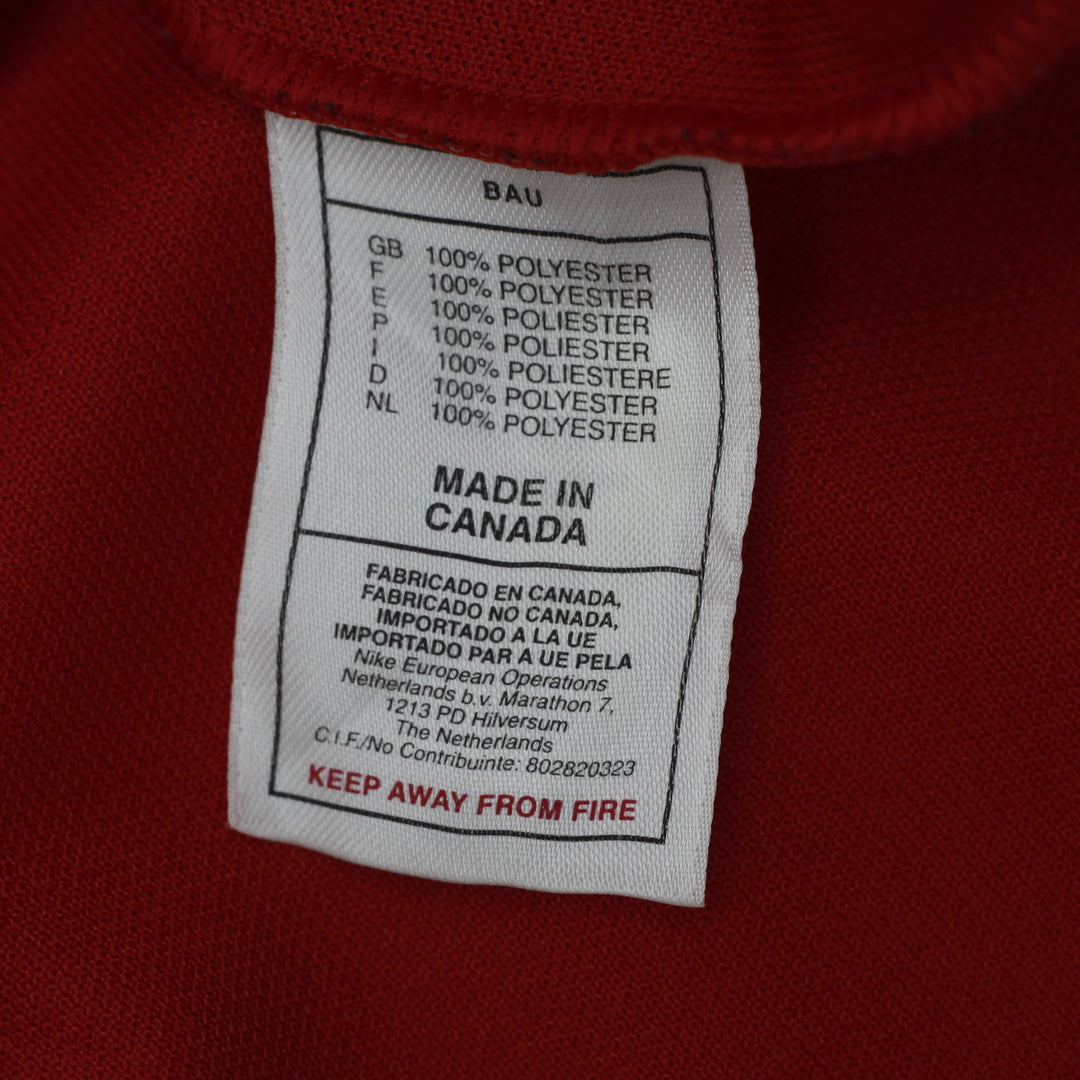 BAU
GB 100% POLYESTER
F 100% POLYESTER
E 100% POLIESTER
P 100% POLIESTER
I 100% POLIESTERE
D 100% POLYESTER
NL 100% POLYESTER
MADE IN
CANADA
FABRICADO EN CANADA,
FABRICADO NO CANADA,
IMPORTADO A LA UE
IMPORTADO PAR A UE PELA
Nike European Operations
Netherlands b.v. Marathon 7,
1213 PD Hilversum
The Netherlands
C.I.F./No Contribuinte: 802820323
KEEP AWAY FROM FIRE